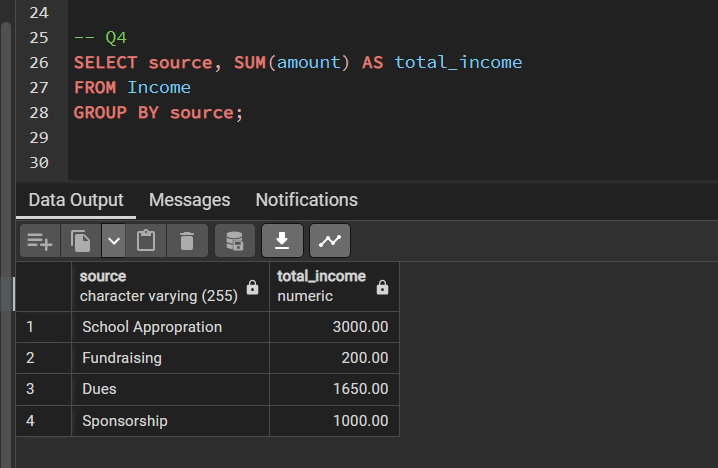 24
25 -- Q4
26 SELECT source, SUM(amount) AS total_income
27 FROM Income
28 GROUP BY source;
29
30
Data Output Messages Notifications
source total_income
character varying (255) numeric
1 School Appropration 3000.00
2 Fundraising 200.00
3 Dues 1650.00
4 Sponsorship 1000.00